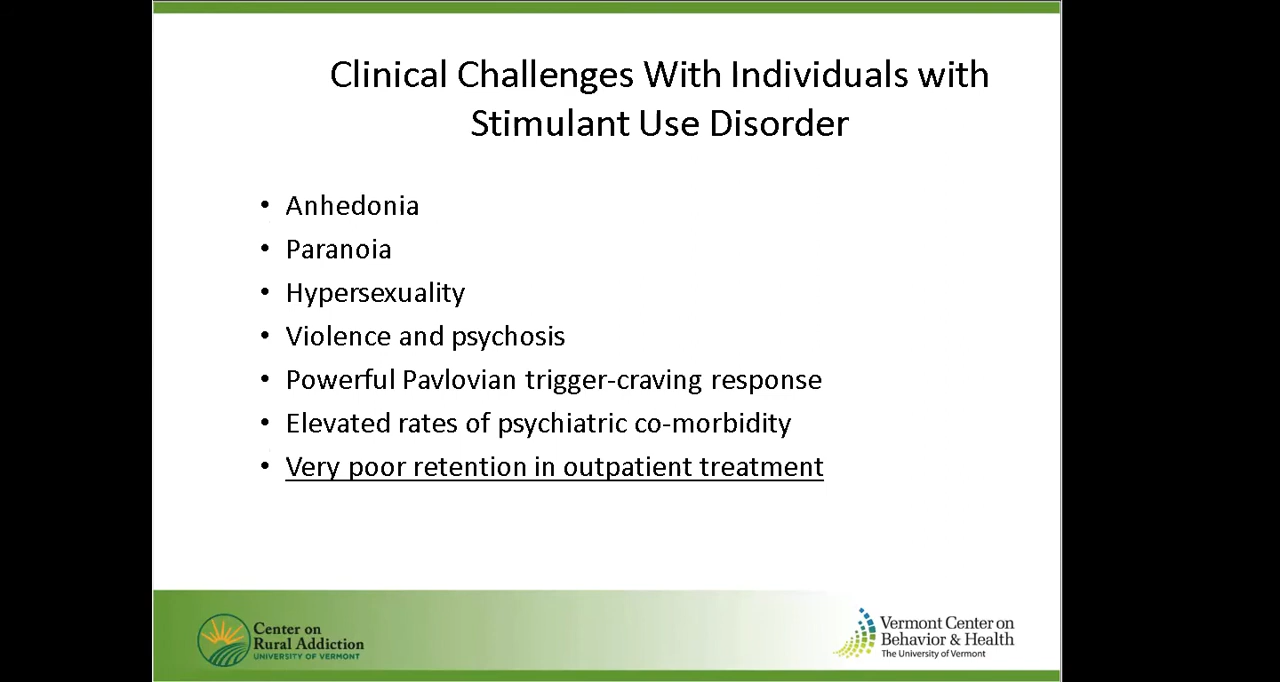 Clinical Challenges With Individuals with
Stimulant Use Disorder
• Anhedonia
• Paranoia
• Hypersexuality
• Violence and psychosis
• Powerful Pavlovian trigger-craving response
• Elevated rates of psychiatric co-morbidity
• Very poor retention in outpatient treatment
Center on
Rural Addiction
UNIVERSITY OF VERMONT
Vermont Center on
Behavior & Health
The University of Vermont